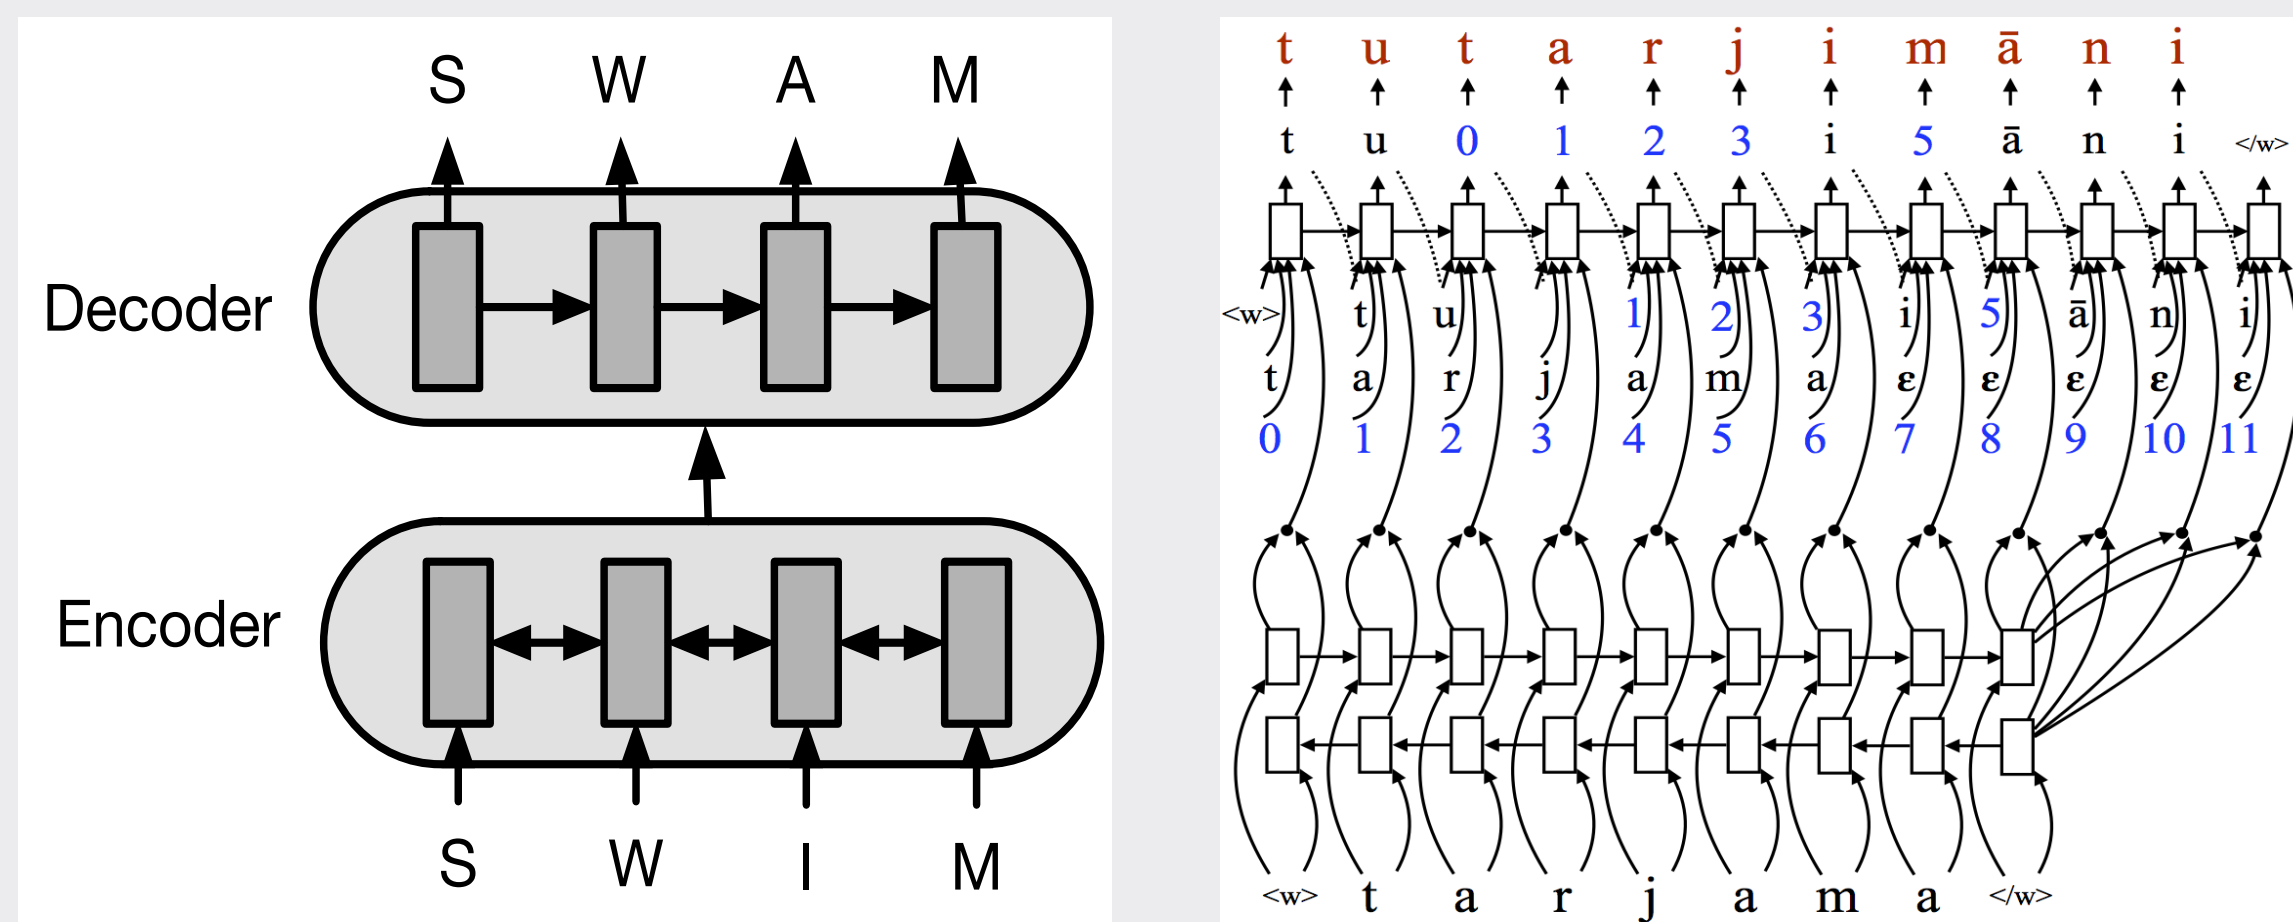 S W A M
Decoder
Encoder
S W I M
t u t a r j i m ā n i
t u 0 1 2 3 i 5 ā n i </w>
<w> t u 1 2 3 i 5 ā n i
t a r j a m a ε ε ε ε ε
0 1 2 3 4 5 6 7 8 9 10 11
<w> t a r j a m a </w>